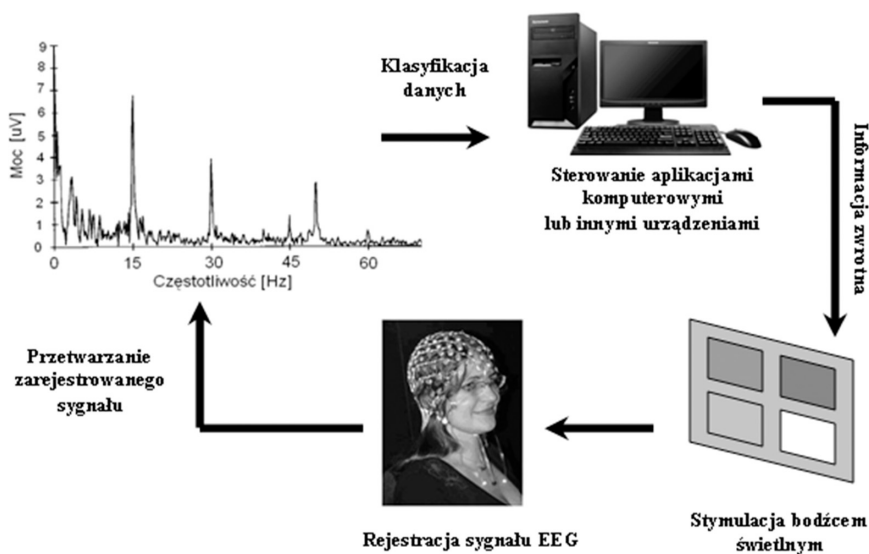 9
8
7
6
5
4
3
2
1
0
Moc [uV]
0 15 30 45 60
Częstotliwość [Hz]
Klasyfikacja
danych
Sterowanie aplikacjami
komputerowymi
lub innymi urządzeniami
Informacja zwrotna
Stymulacja bodźcem
świetlnym
Rejestracja sygnału EEG
Przetwarzanie
zarejestrowanego
sygnału